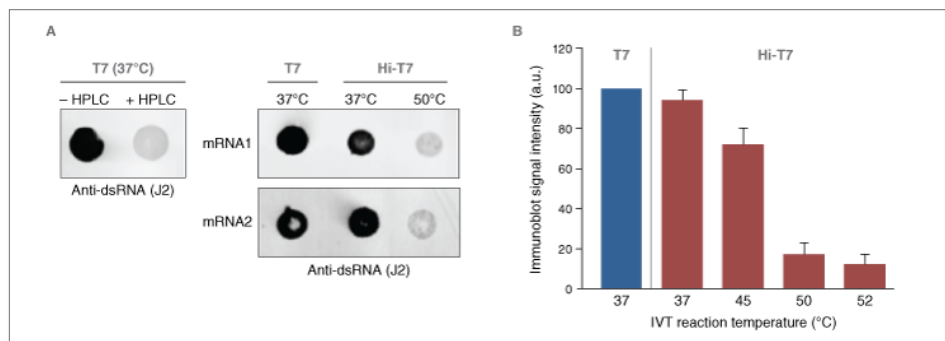 A
T7 (37°C)
– HPLC + HPLC
Anti-dsRNA (J2)
T7 Hi-T7
37°C 37°C 50°C
mRNA1
mRNA2
Anti-dsRNA (J2)
B
T7 Hi-T7
Immunoblot signal intensity (a.u.)
120
100
80
60
40
20
0
37 37 45 50 52
IVT reaction temperature (°C)